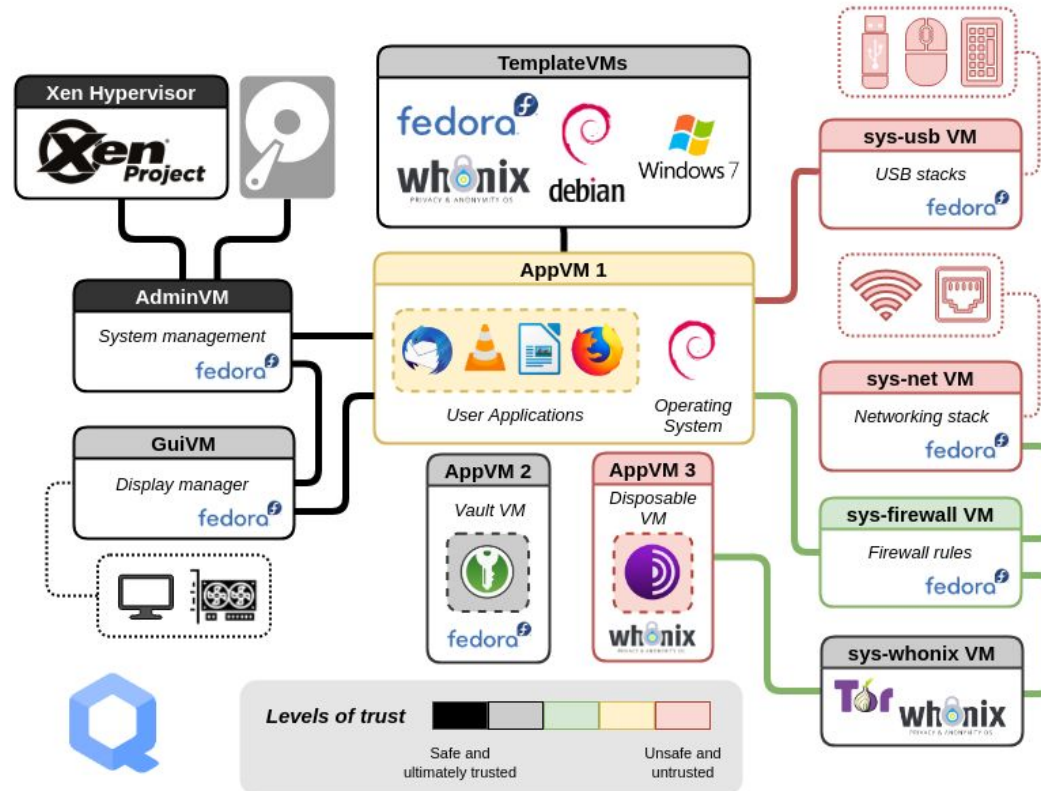 Xen Hypervisor
Xen
Project
TemplateVMs
fedora
whonix
PRIVACY & ANONYMITY OS
debian
Windows 7
sys-usb VM
USB stacks
fedora
AdminVM
System management
fedora
AppVM 1
User Applications
Operating
System
sys-net VM
Networking stack
fedora
GuiVM
Display manager
fedora
AppVM 2
Vault VM
fedora
AppVM 3
Disposable
VM
whonix
PRIVACY & ANONYMITY OS
sys-firewall VM
Firewall rules
fedora
sys-whonix VM
Tor
whonix
PRIVACY & ANONYMITY OS
Levels of trust
Safe and
ultimately trusted
Unsafe and
untrusted